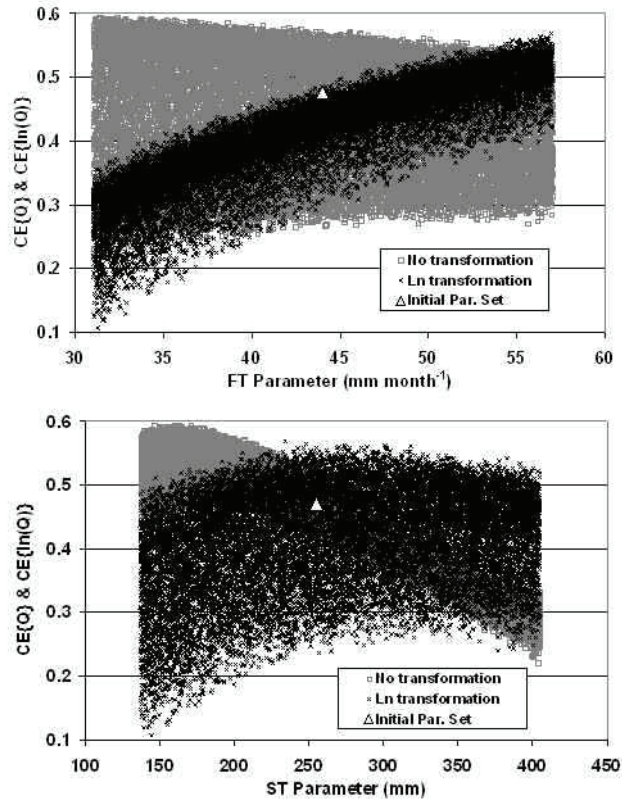 0.6
0.5
0.4
0.3
0.2
0.1
CE{Q} & CE{ln(Q)}
No transformation
Ln transformation
Initial Par. Set
30 35 40 45 50 55 60
FT Parameter (mm month⁻¹)
0.6
0.5
0.4
0.3
0.2
0.1
CE{Q} & CE{ln(Q)}
No transformation
Ln transformation
Initial Par. Set
100 150 200 250 300 350 400 450
ST Parameter (mm)